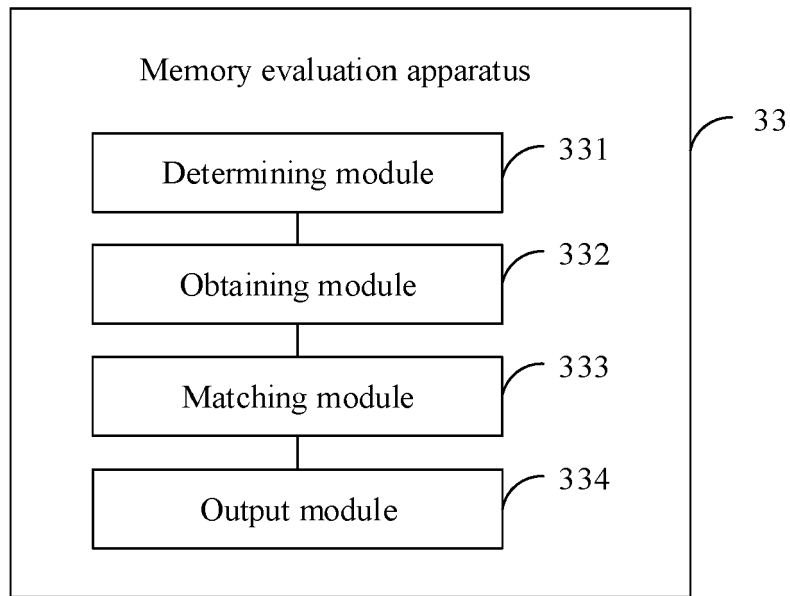 Memory evaluation apparatus
33
Determining module
331
Obtaining module
332
Matching module
333
Output module
334